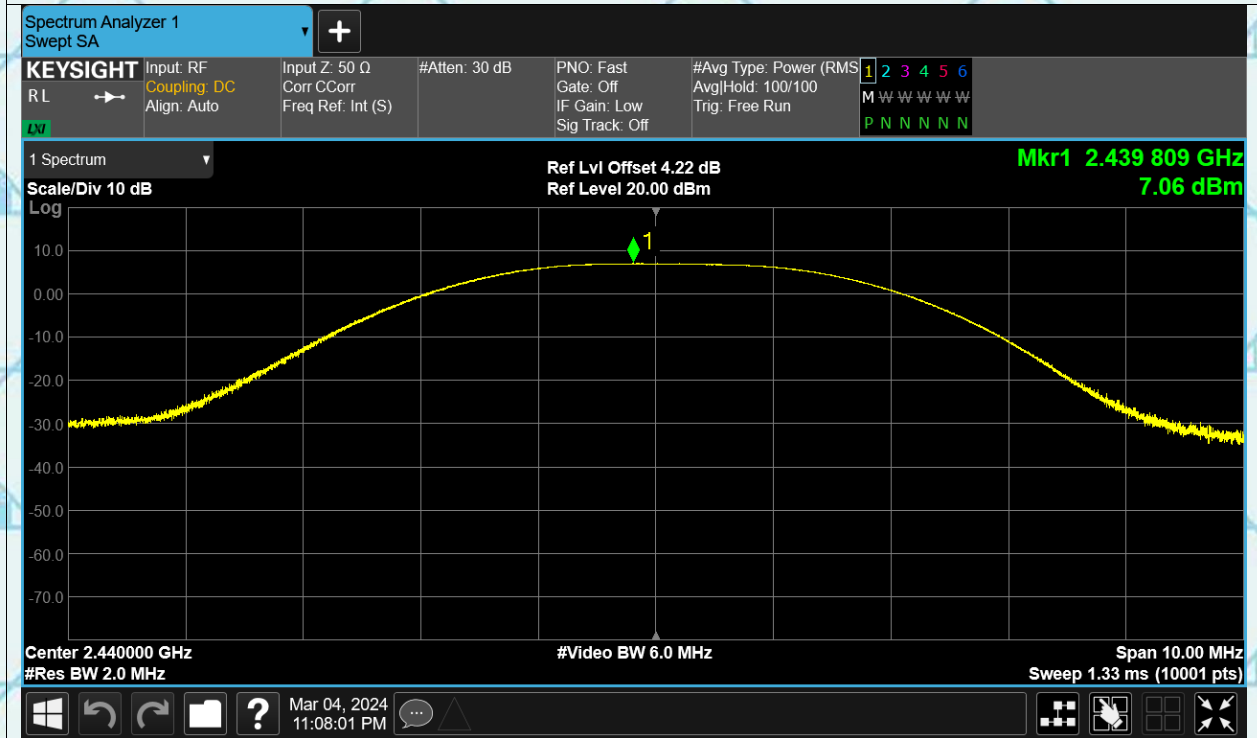 Spectrum Analyzer 1
Swept SA
KEYSIGHT
RL
LXI
Input: RF
Coupling: DC
Align: Auto
Input Z: 50 Ω
Corr CCorr
Freq Ref: Int (S)
#Atten: 30 dB
PNO: Fast
Gate: Off
IF Gain: Low
Sig Track: Off
#Avg Type: Power (RMS
Avg|Hold: 100/100
Trig: Free Run
1 2 3 4 5 6
M W W W W W
P N N N N N
1 Spectrum
Scale/Div 10 dB
Log
Ref Lvl Offset 4.22 dB
Ref Level 20.00 dBm
Mkr1 2.439 809 GHz
7.06 dBm
1
10.0
0.00
-10.0
-20.0
-30.0
-40.0
-50.0
-60.0
-70.0
Center 2.440000 GHz
#Res BW 2.0 MHz
#Video BW 6.0 MHz
Span 10.00 MHz
Sweep 1.33 ms (10001 pts)
?
Mar 04, 2024
11:08:01 PM